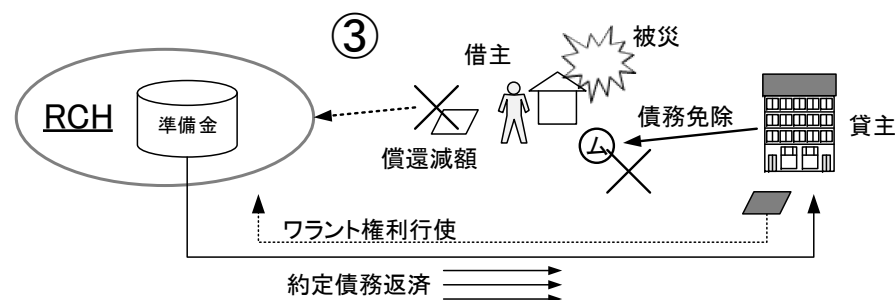 ③
被災
借主
RCH
準備金
債務免除
貸主
ム
償還減額
ワラント権利行使
約定債務返済